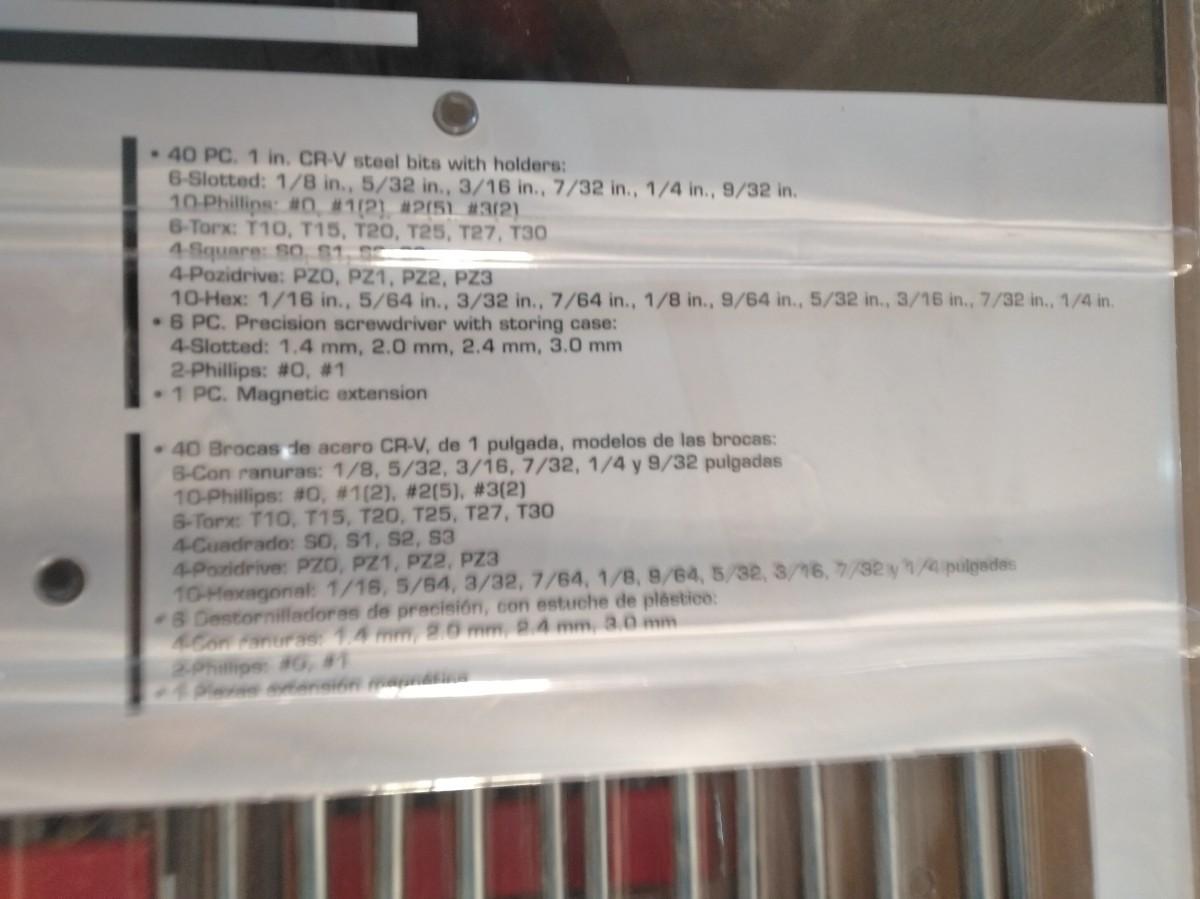 • 40 PC. 1 in. CR-V steel bits with holders:
6-Slotted: 1/8 in., 5/32 in., 3/16 in., 7/32 in., 1/4 in., 9/32 in.
10-Phillips: #0, #1(2), #2(5), #3(2)
6-Torx: T10, T15, T20, T25, T27, T30
4-Square: S0, S1,
4-Pozidrive: PZ0, PZ1, PZ2, PZ3
10-Hex: 1/16 in., 5/64 in., 3/32 in., 7/64 in., 1/8 in., 9/64 in., 5/32 in., 3/16 in., 7/32 in., 1/4 in.
• 6 PC. Precision screwdriver with storing case:
4-Slotted: 1.4 mm, 2.0 mm, 2.4 mm, 3.0 mm
2-Phillips: #0, #1
• 1 PC. Magnetic extension
• 40 Brocas de acero CR-V, de 1 pulgada, modelos de las brocas:
6-Con ranuras: 1/8, 5/32, 3/16, 7/32, 1/4 y 9/32 pulgadas
10-Phillips: #0, #1(2), #2(5), #3(2)
6-Torx: T10, T15, T20, T25, T27, T30
4-Cuadrado: S0, S1, S2, S3
4-Pozidrive: PZ0, PZ1, PZ2, PZ3
10-Hexagonal: 1/16, 5/64, 3/32, 7/64, 1/8, 9/64, 5/32, 3/16, 7/32 y 1/4 pulgadas
• 6 Destornilladores de precisión, con estuche de plástico:
4-Con ranuras: 1.4 mm, 2.0 mm, 2.4 mm, 3.0 mm
2-Phillips: #0, #1
• 1 Piezas extensión magnética